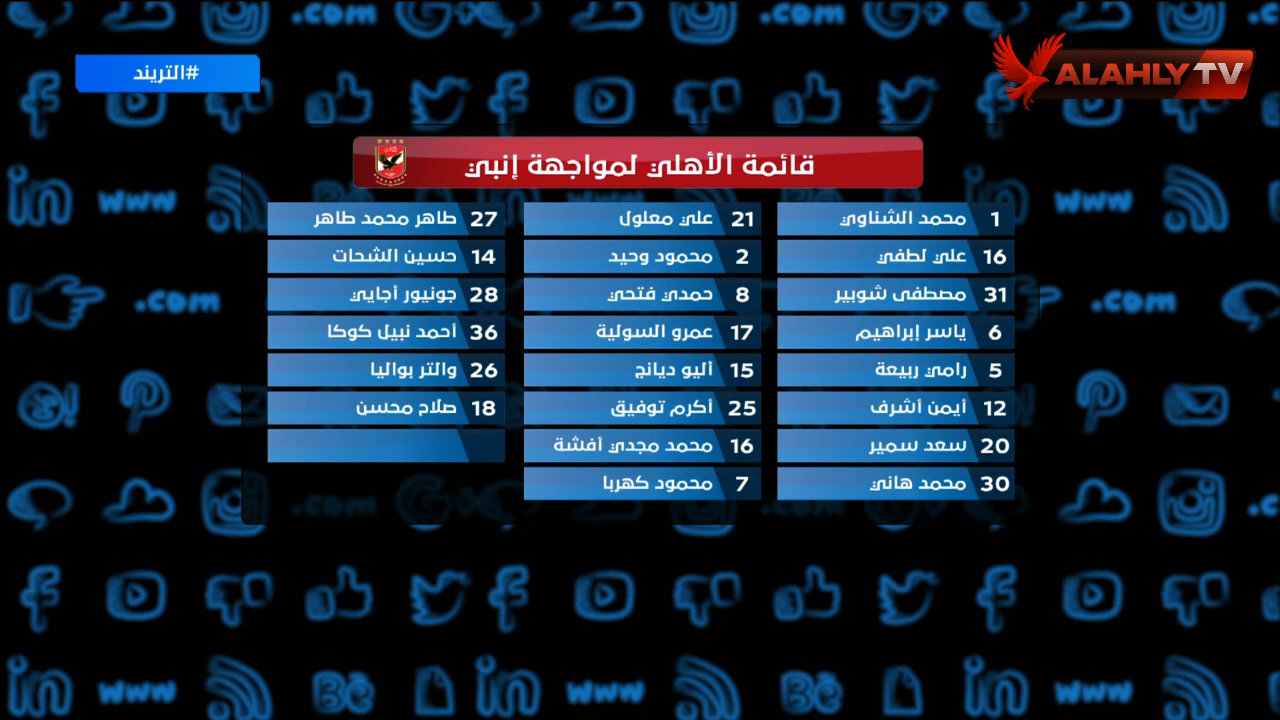 #التريند
ALAHLY TV
قائمة الأهلي لمواجهة إنبي
1 محمد الشناوي
16 علي لطفي
31 مصطفى شوبير
6 ياسر إبراهيم
5 رامي ربيعة
12 أيمن أشرف
20 سعد سمير
30 محمد هاني
21 علي معلول
2 محمود وحيد
8 حمدي فتحي
17 عمرو السولية
15 أليو ديانج
25 أكرم توفيق
16 محمد مجدي أفشة
7 محمود كهربا
27 طاهر محمد طاهر
14 حسين الشحات
28 جونيور أجايي
36 أحمد نبيل كوكا
26 والتر بواليا
18 صلاح محسن